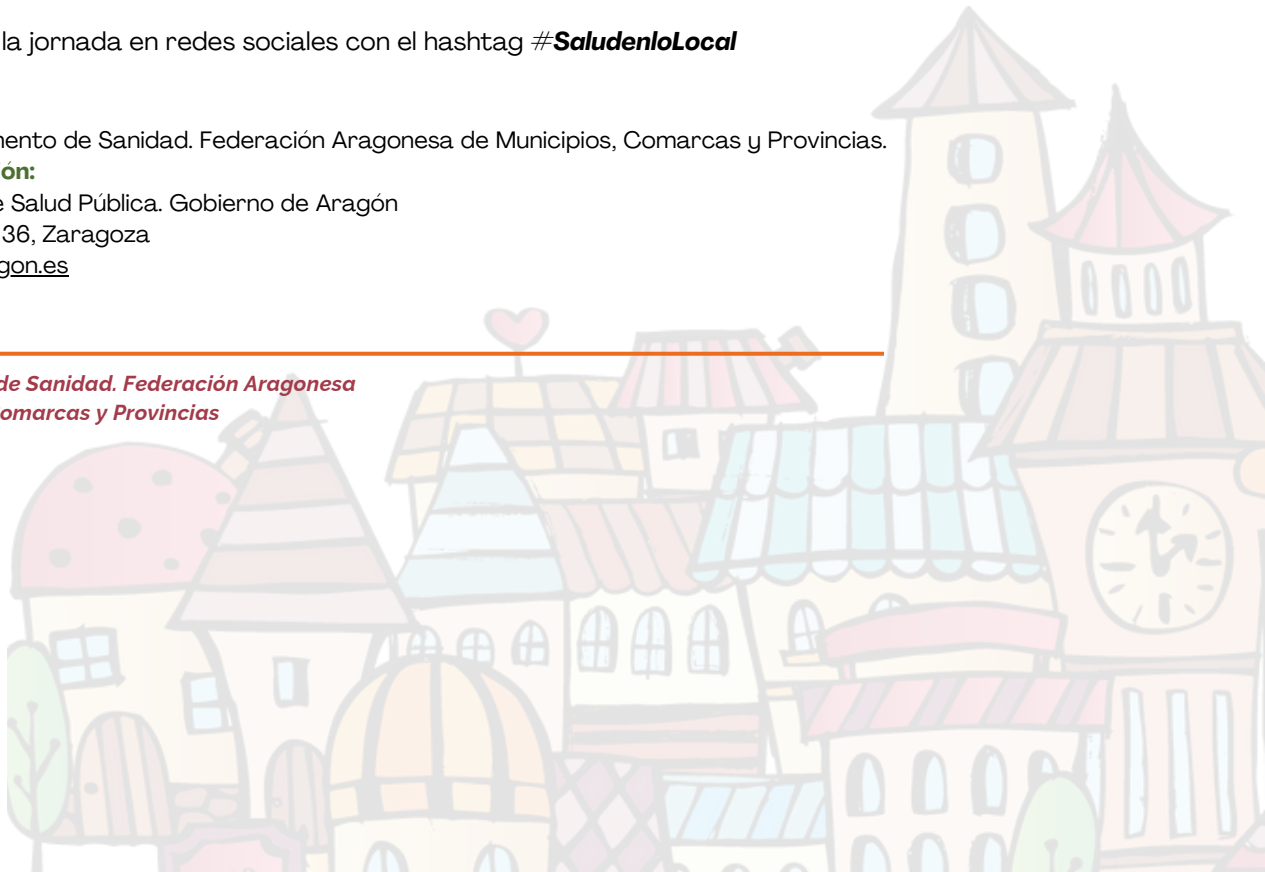 la jornada en redes sociales con el hashtag #SaludenloLocal
mento de Sanidad. Federación Aragonesa de Municipios, Comarcas y Provincias.
ón:
e Salud Pública. Gobierno de Aragón
36, Zaragoza
gon.es
de Sanidad. Federación Aragonesa
omarcas y Provincias